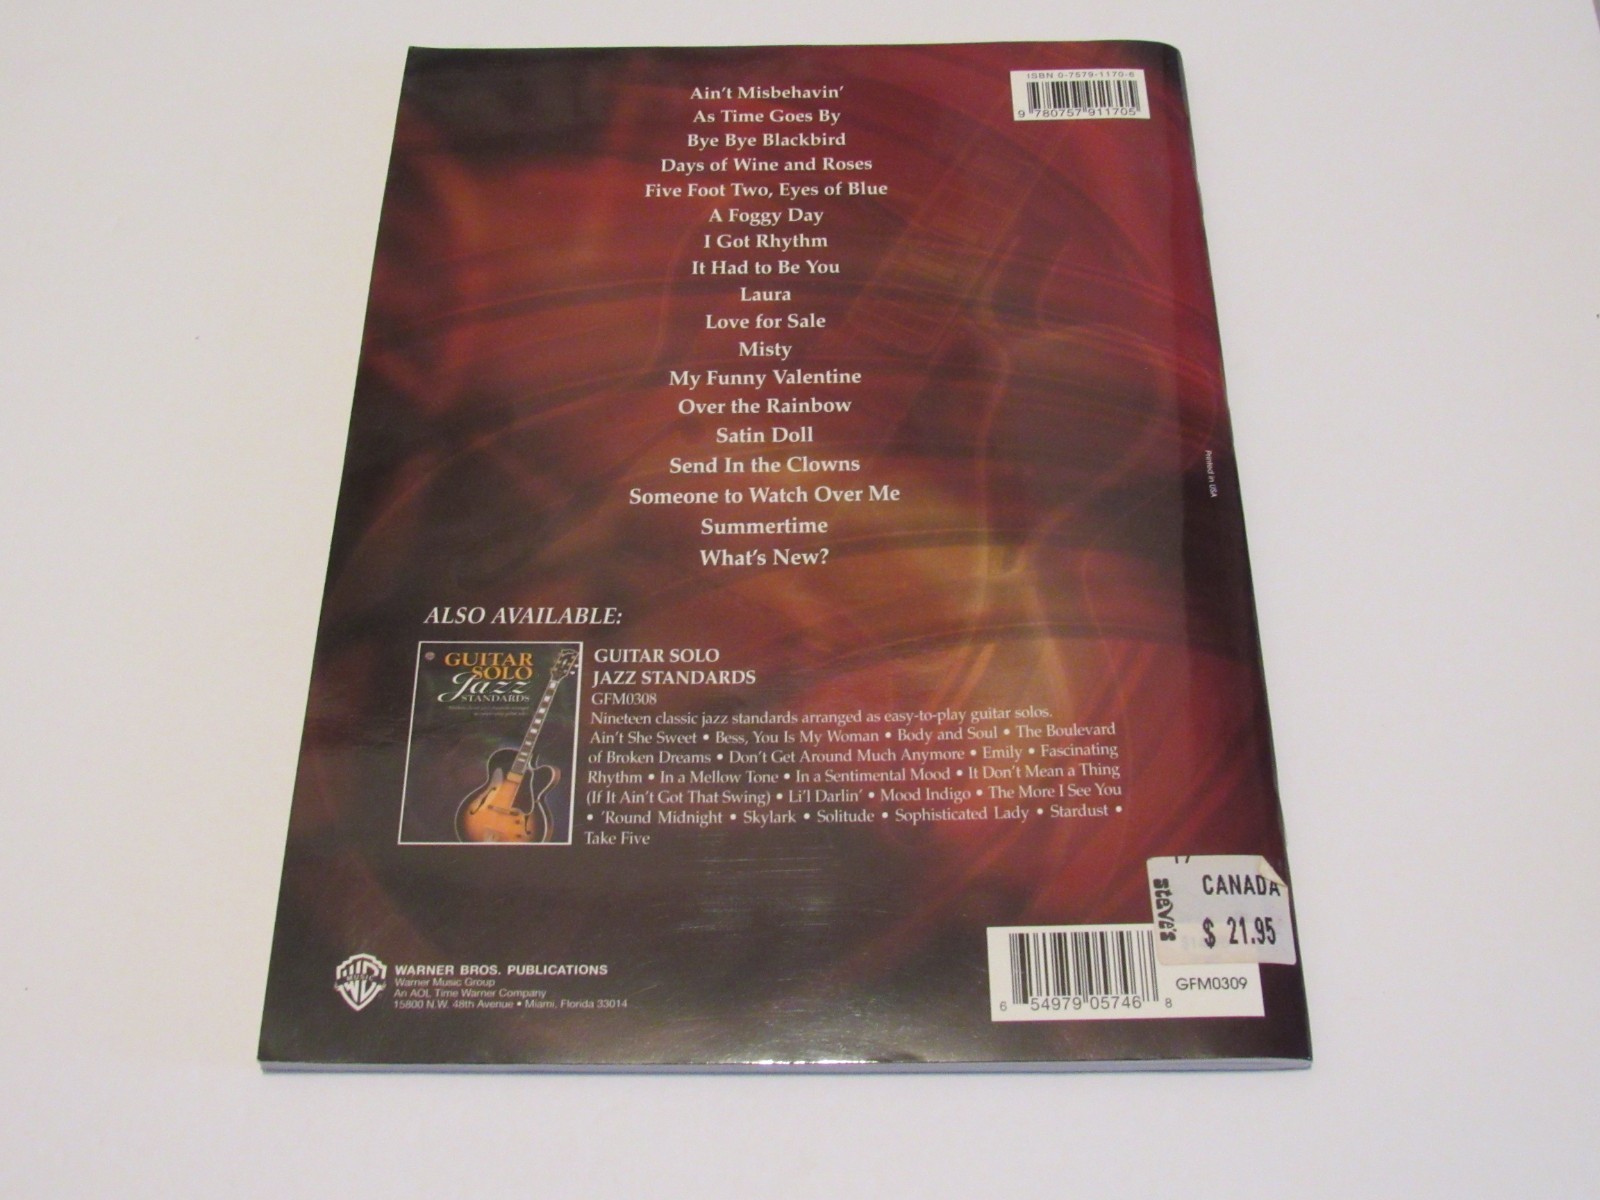 ISBN 0-7579-1170-6
9 780757 911705
Ain't Misbehavin'
As Time Goes By
Bye Bye Blackbird
Days of Wine and Roses
Five Foot Two, Eyes of Blue
A Foggy Day
I Got Rhythm
It Had to Be You
Laura
Love for Sale
Misty
My Funny Valentine
Over the Rainbow
Satin Doll
Send In the Clowns
Someone to Watch Over Me
Summertime
What's New?
Printed in USA
ALSO AVAILABLE:
GUITAR
SOLO
Jazz
STANDARDS
GUITAR SOLO
JAZZ STANDARDS
GFM0308
Nineteen classic jazz standards arranged as easy-to-play guitar solos.
Ain't She Sweet • Bess, You Is My Woman • Body and Soul • The Boulevard
of Broken Dreams • Don't Get Around Much Anymore • Emily • Fascinating
Rhythm • In a Mellow Tone • In a Sentimental Mood • It Don't Mean a Thing
(If It Ain't Got That Swing) • Li'l Darlin' • Mood Indigo • The More I See You
• 'Round Midnight • Skylark • Solitude • Sophisticated Lady • Stardust •
Take Five
steve's
CANADA
$ 21.95
WB
MUSIC
WARNER BROS. PUBLICATIONS
Warner Music Group
An AOL Time Warner Company
15800 N.W. 48th Avenue • Miami, Florida 33014
GFM0309
6 54979 05746 8